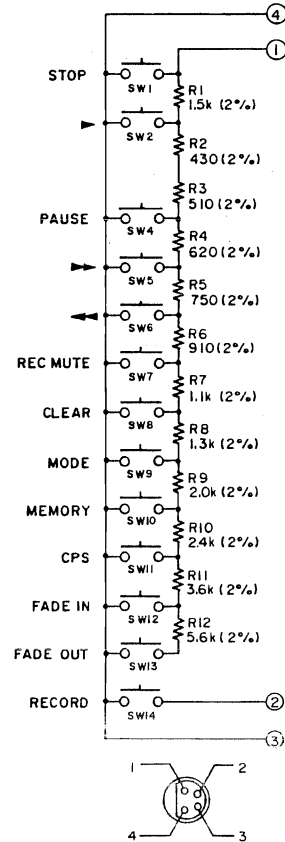 4
1
STOP
SW1
R1
1.5k (2%)
SW2
R2
430(2%)
R3
510(2%)
PAUSE
SW4
R4
620(2%)
SW5
R5
750(2%)
SW6
R6
910(2%)
REC MUTE
SW7
R7
1.1k (2%)
CLEAR
SW8
R8
1.3k (2%)
MODE
SW9
R9
2.0k (2%)
MEMORY
SW10
R10
2.4k (2%)
CPS
SW11
R11
3.6k (2%)
FADE IN
SW12
R12
5.6k (2%)
FADE OUT
SW13
RECORD
SW14
2
3
1 2
4 3